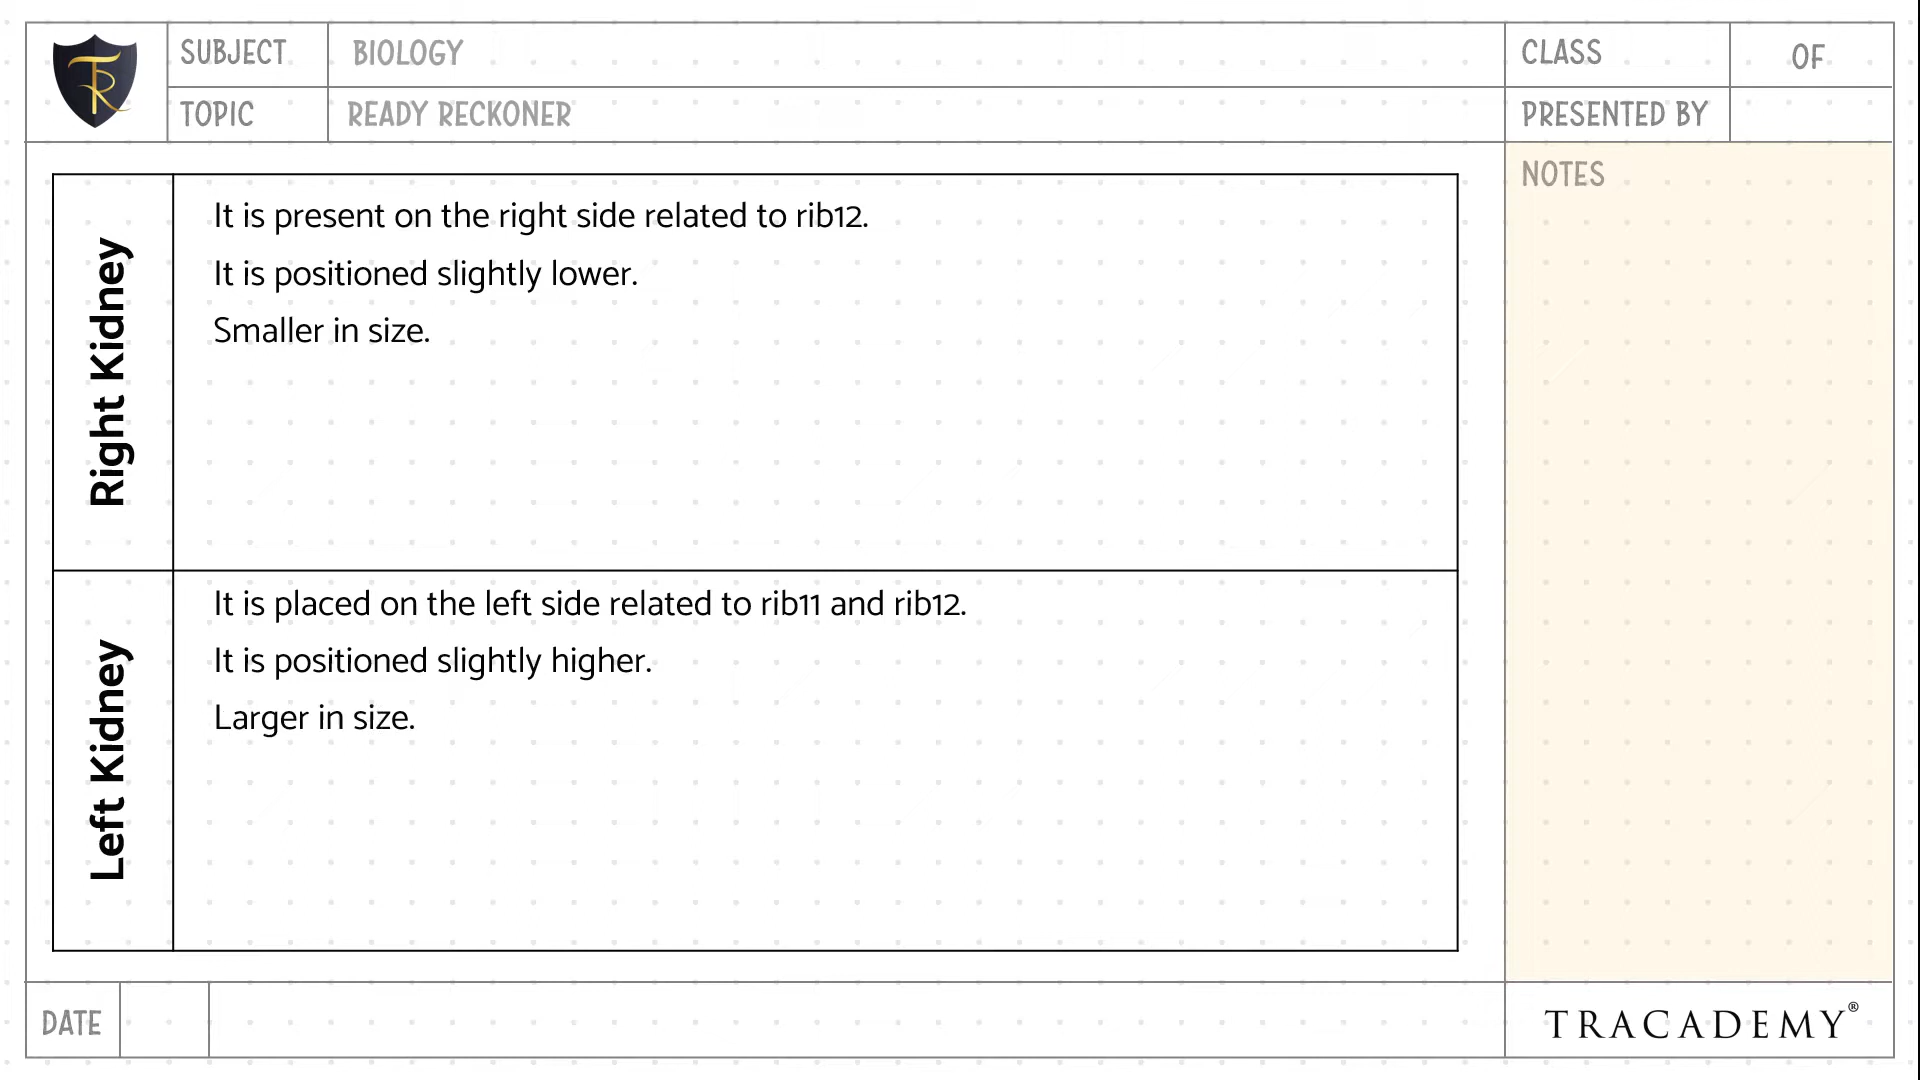 SUBJECT
BIOLOGY
CLASS
OF
TOPIC
READY RECKONER
PRESENTED BY
NOTES
Right Kidney
It is present on the right side related to rib12.
It is positioned slightly lower.
Smaller in size.
Left Kidney
It is placed on the left side related to rib11 and rib12.
It is positioned slightly higher.
Larger in size.
DATE
TRACADEMY®